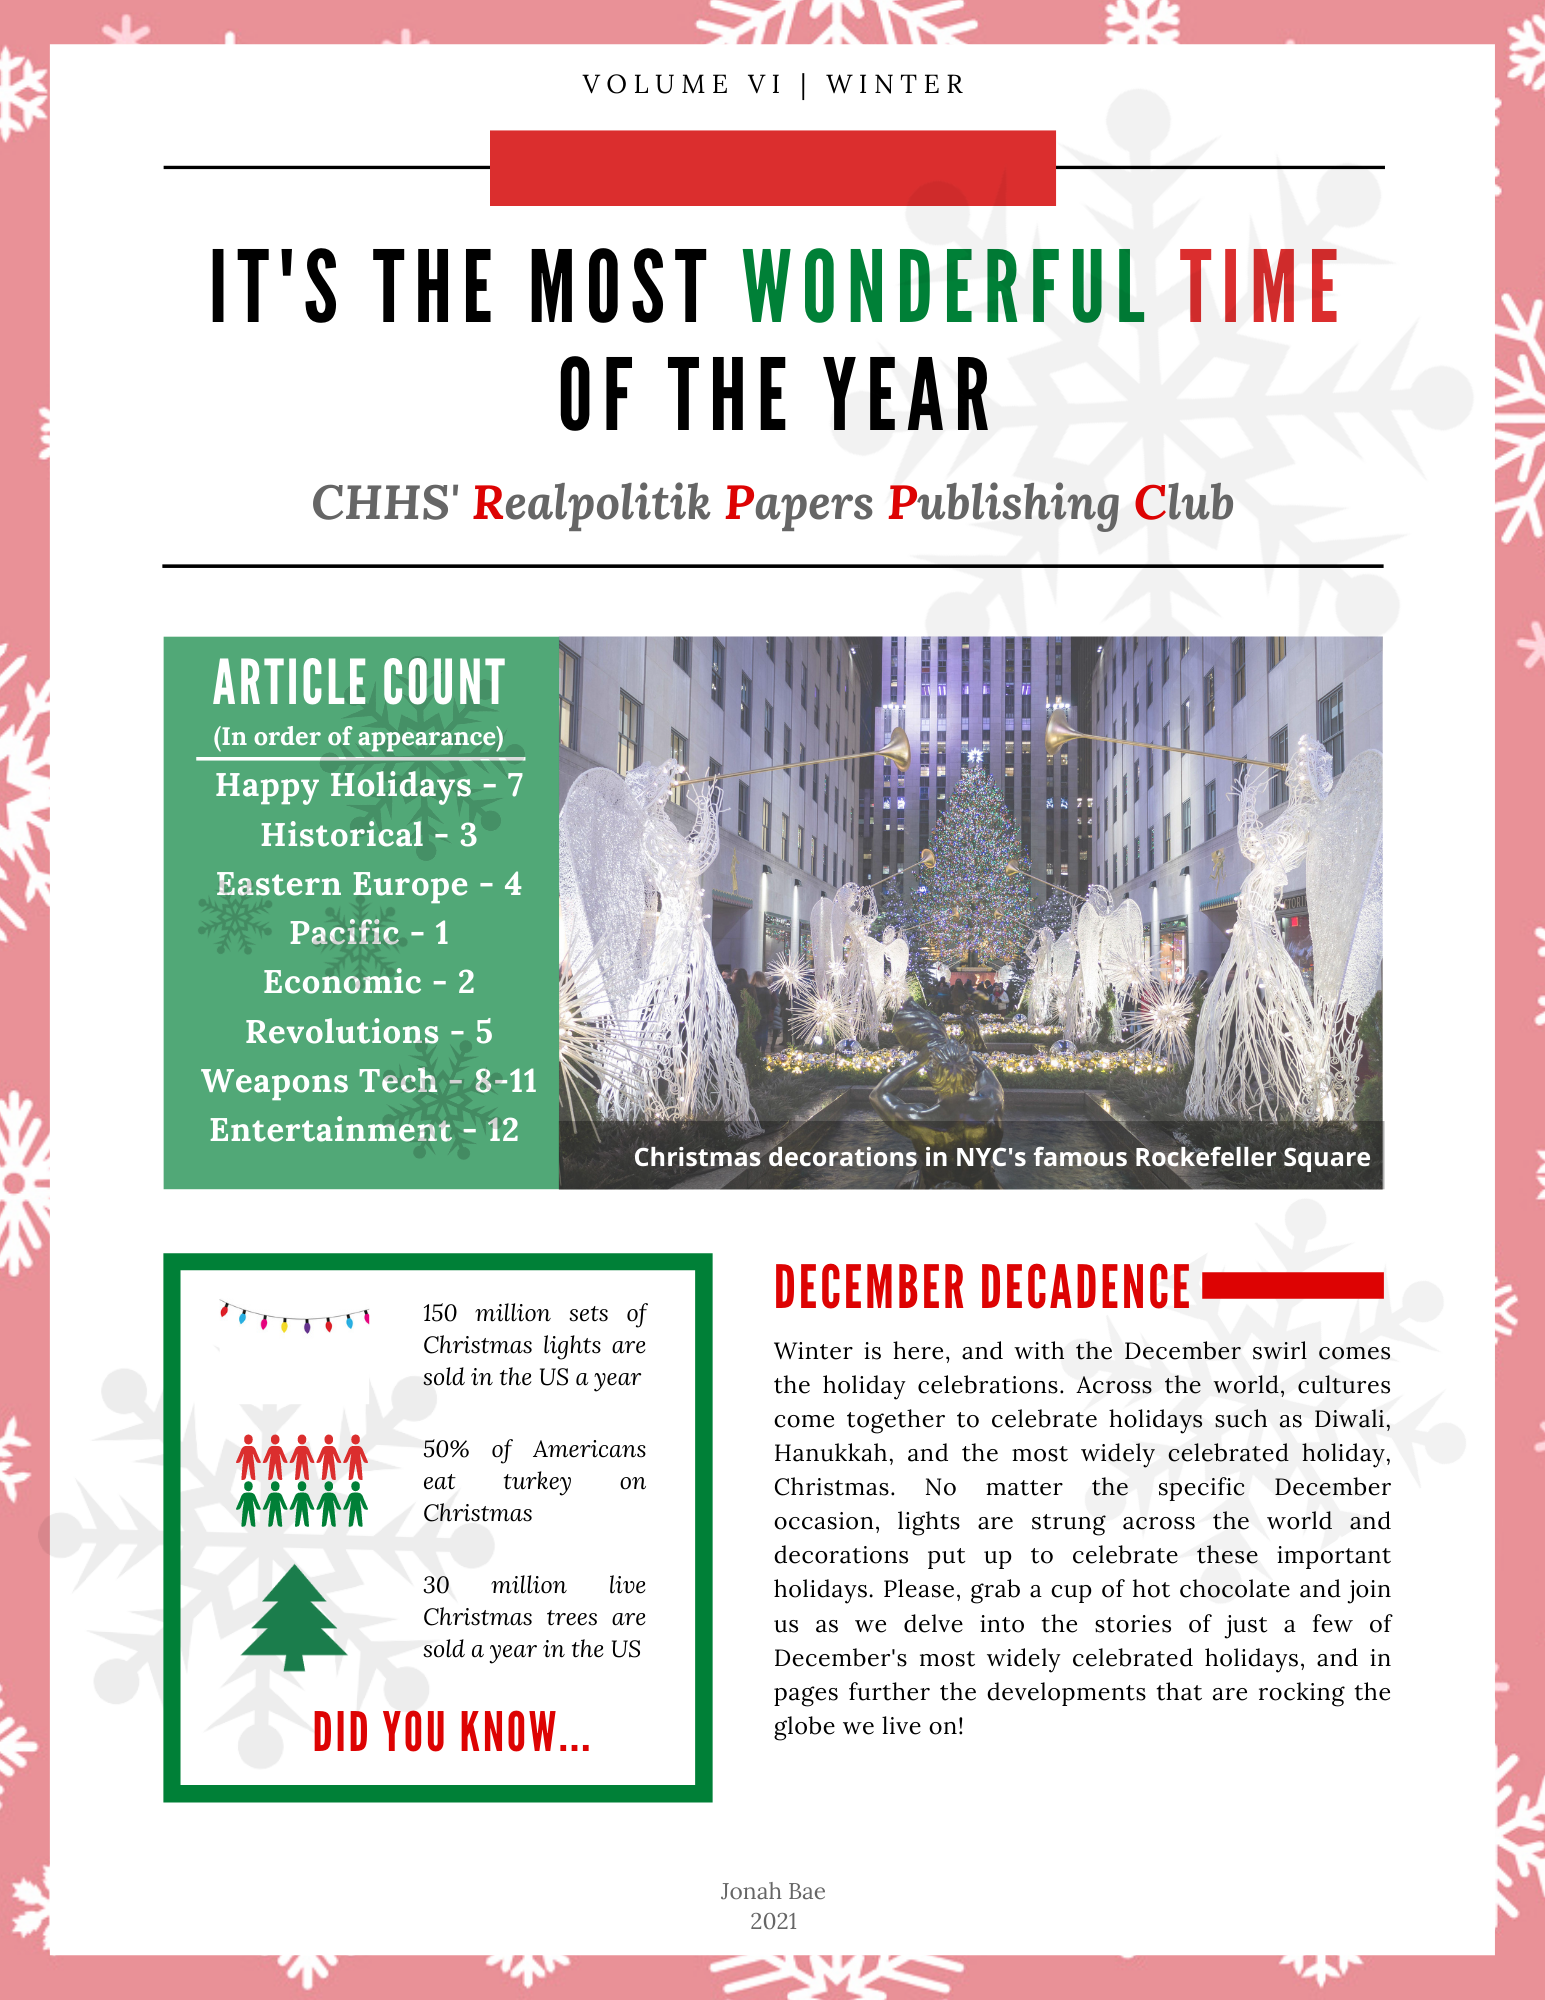 VOLUME VI | WINTER
IT'S THE MOST WONDERFUL TIME
OF THE YEAR
CHHS' Realpolitik Papers Publishing Club
ARTICLE COUNT
(In order of appearance)
Happy Holidays - 7
Historical - 3
Eastern Europe - 4
Pacific - 1
Economic - 2
Revolutions - 5
Weapons Tech - 8-11
Entertainment - 12
Christmas decorations in NYC's famous Rockefeller Square
150 million sets of
Christmas lights are
sold in the US a year
50% of Americans
eat turkey on
Christmas
30 million live
Christmas trees are
sold a year in the US
DID YOU KNOW...
DECEMBER DECADENCE
Winter is here, and with the December swirl comes
the holiday celebrations. Across the world, cultures
come together to celebrate holidays such as Diwali,
Hanukkah, and the most widely celebrated holiday,
Christmas. No matter the specific December
occasion, lights are strung across the world and
decorations put up to celebrate these important
holidays. Please, grab a cup of hot chocolate and join
us as we delve into the stories of just a few of
December's most widely celebrated holidays, and in
pages further the developments that are rocking the
globe we live on!
Jonah Bae
2021